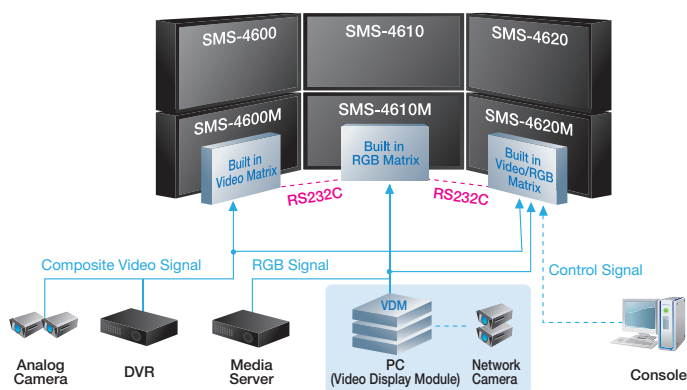 SMS-4600
SMS-4610
SMS-4620
SMS-4600M
SMS-4610M
SMS-4620M
Built in
Video Matrix
Built in
RGB Matrix
Built in
Video/RGB
Matrix
RS232C
RS232C
Composite Video Signal
RGB Signal
Control Signal
VDM
Analog
Camera
DVR
Media
Server
PC
(Video Display Module)
Network
Camera
Console